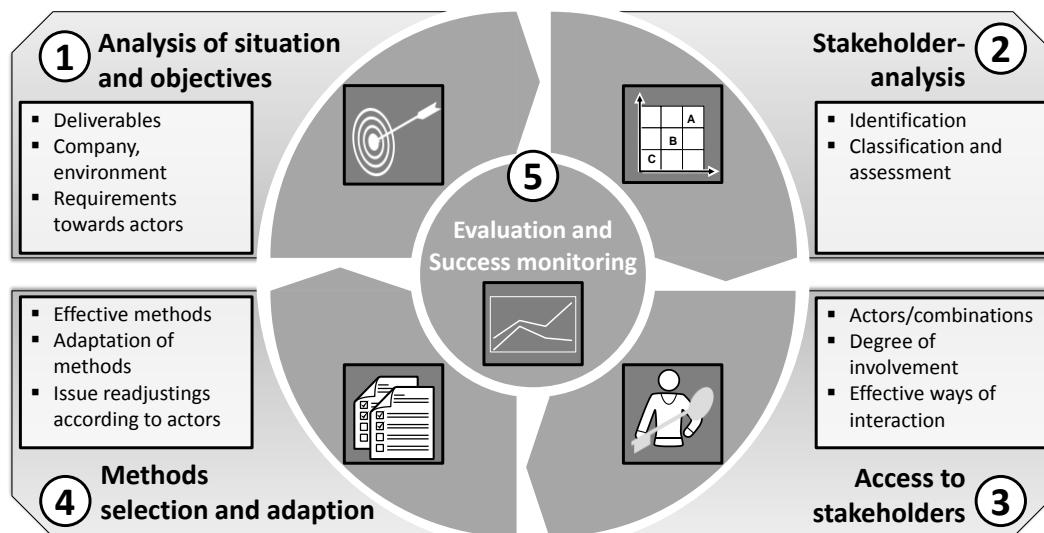 1
Analysis of situation
and objectives
▪ Deliverables
▪ Company,
environment
▪ Requirements
towards actors
2
Stakeholder-
analysis
▪ Identification
▪ Classification and
assessment
A
B
C
5
Evaluation and
Success monitoring
▪ Actors/combinations
▪ Degree of
involvement
▪ Effective ways of
interaction
Access to
stakeholders
3
▪ Effective methods
▪ Adaptation of
methods
▪ Issue readjustings
according to actors
4
Methods
selection and adaption